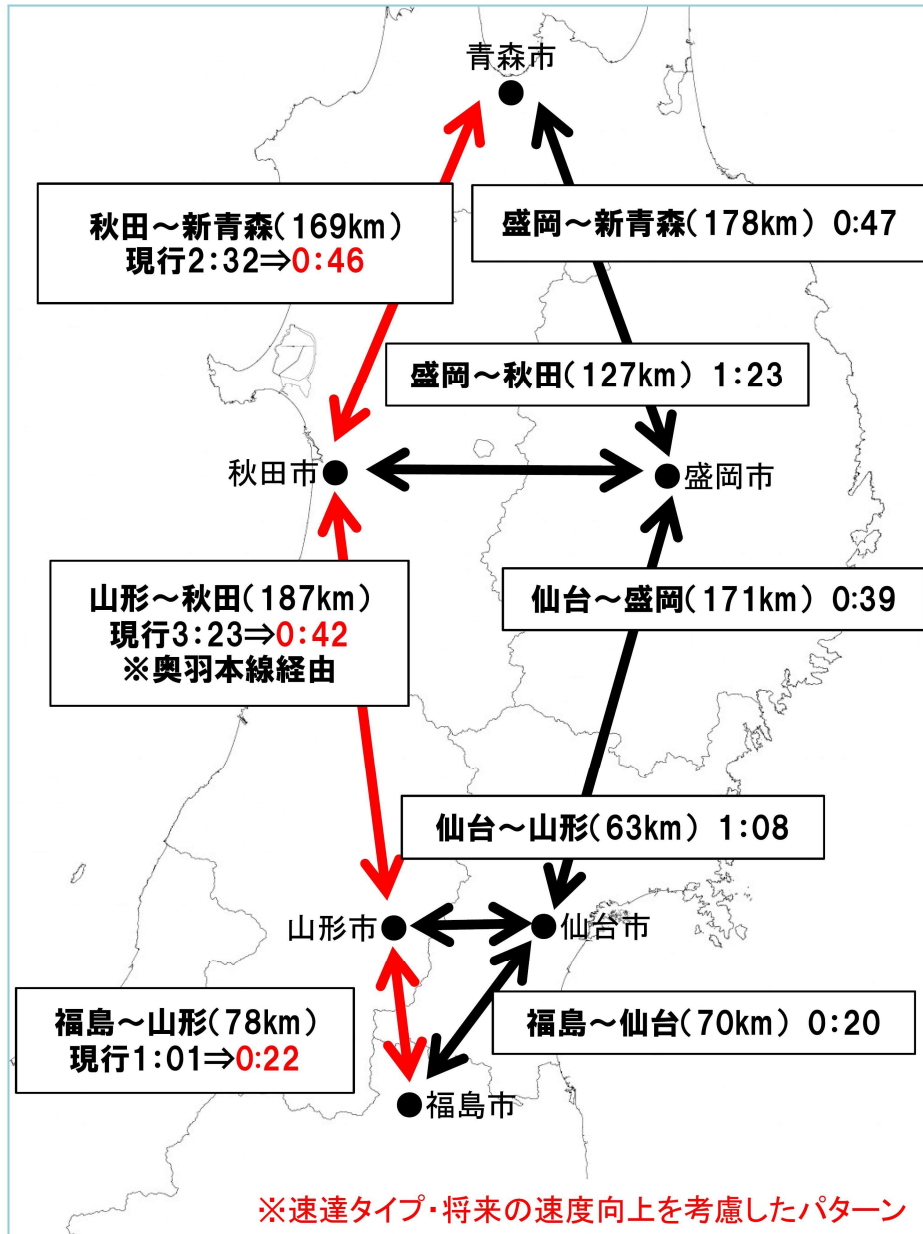 青森市
秋田～新青森(169km)
現行2：32⇒0：46
盛岡～新青森(178km) 0:47
盛岡～秋田(127km) 1:23
秋田市
盛岡市
山形～秋田(187km)
現行3：23⇒0：42
※奥羽本線経由
仙台～盛岡(171km) 0:39
仙台～山形(63km) 1:08
山形市
仙台市
福島～山形(78km)
現行1：01⇒0:22
福島～仙台(70km) 0:20
福島市
※速達タイプ・将来の速度向上を考慮したパターン